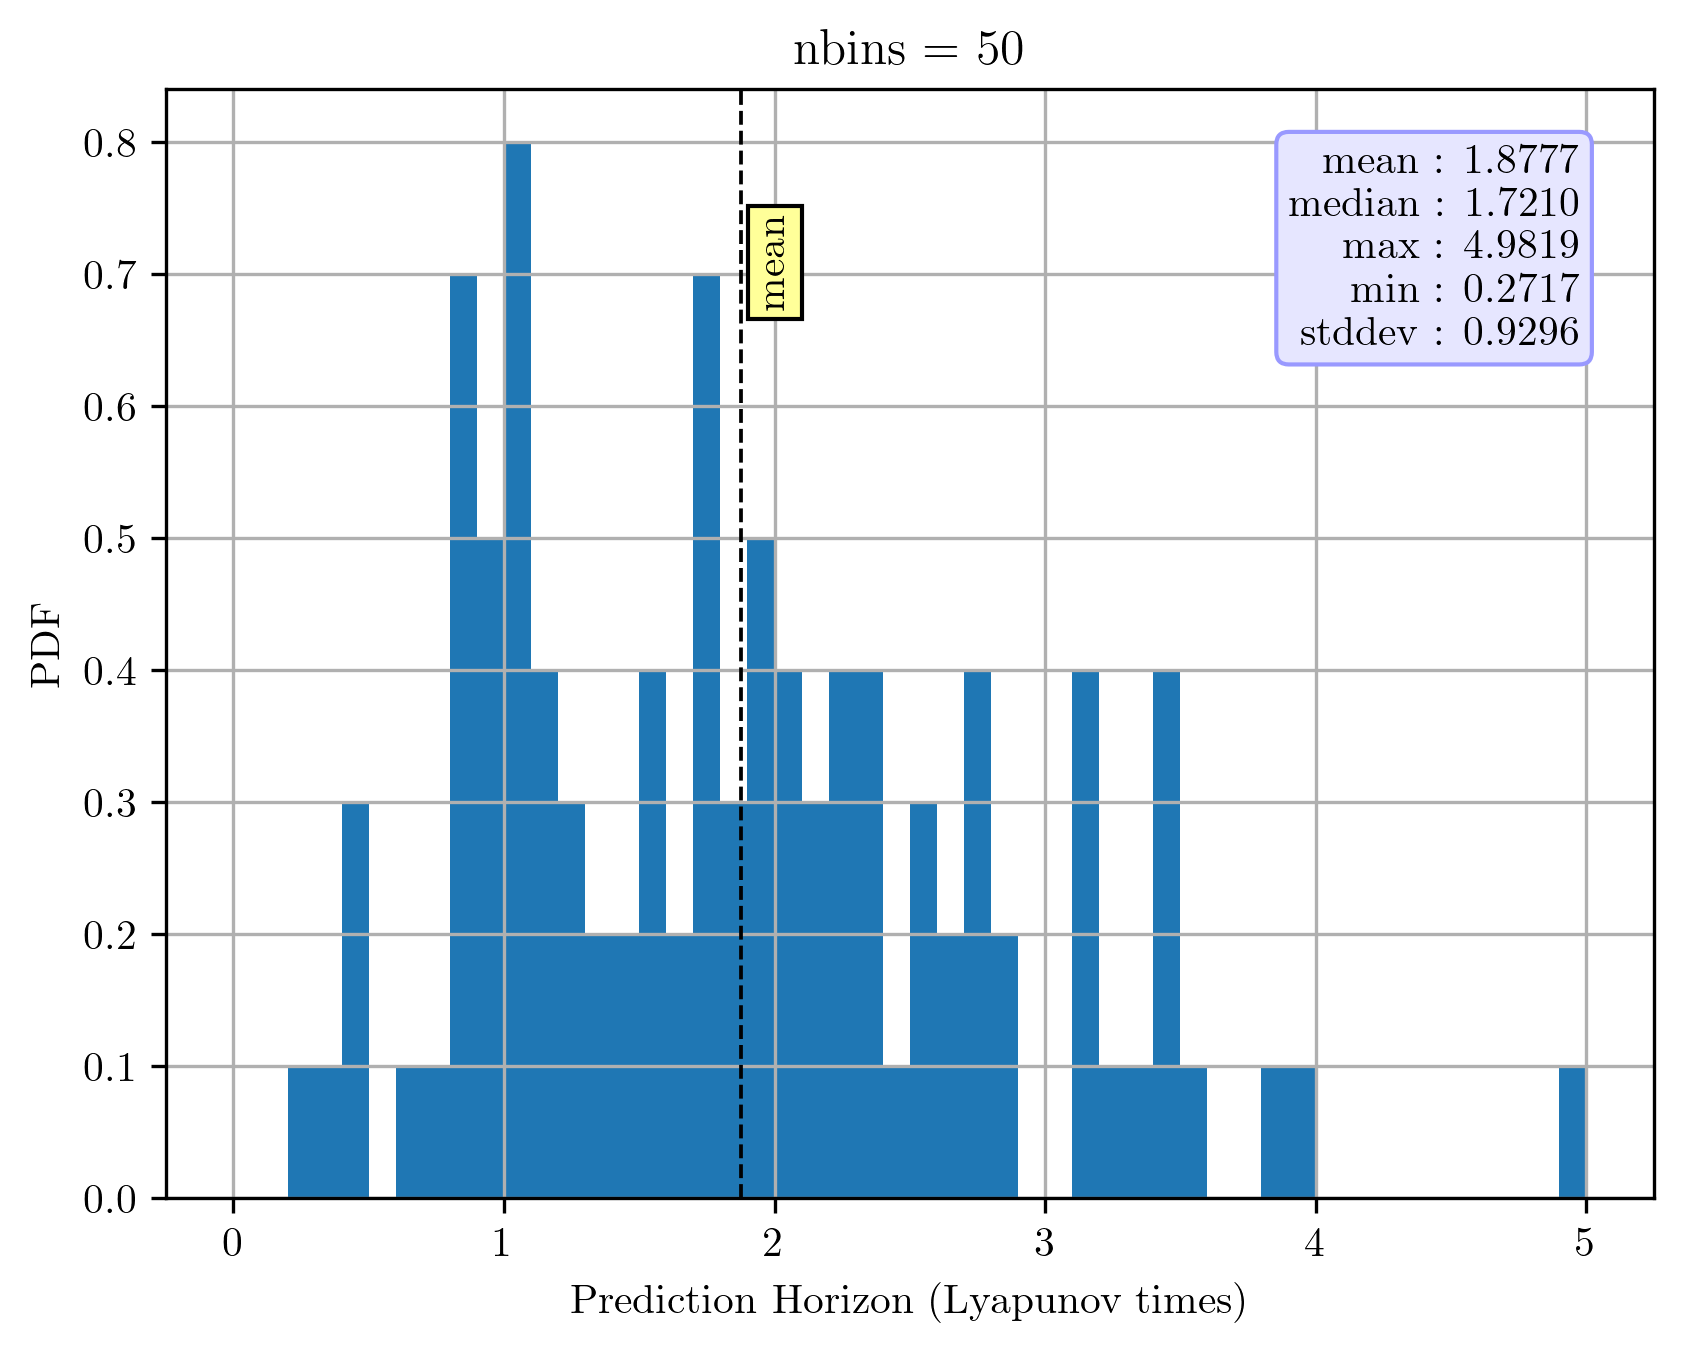 nbins = 50
0.8
0.7
0.6
0.5
0.4
0.3
0.2
0.1
0.0
PDF
mean
mean : 1.8777
median : 1.7210
max : 4.9819
min : 0.2717
stddev : 0.9296
0 1 2 3 4 5
Prediction Horizon (Lyapunov times)